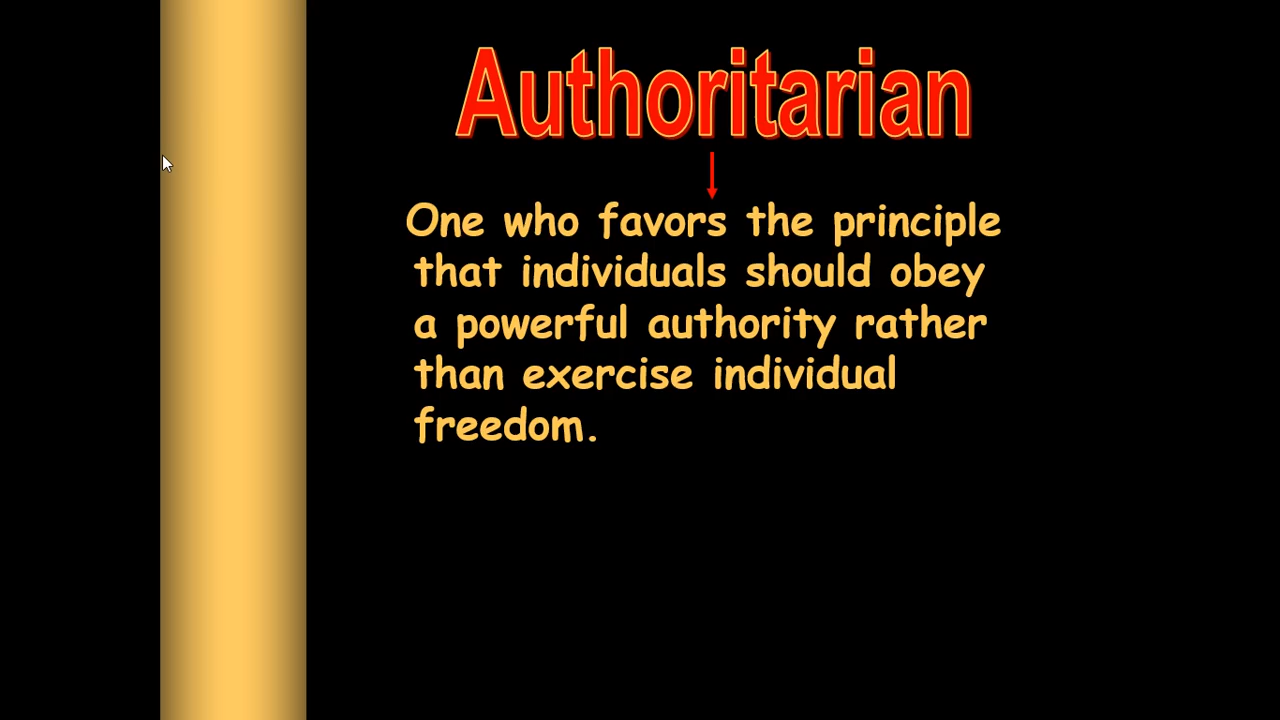 Authoritarian
One who favors the principle
that individuals should obey
a powerful authority rather
than exercise individual
freedom.